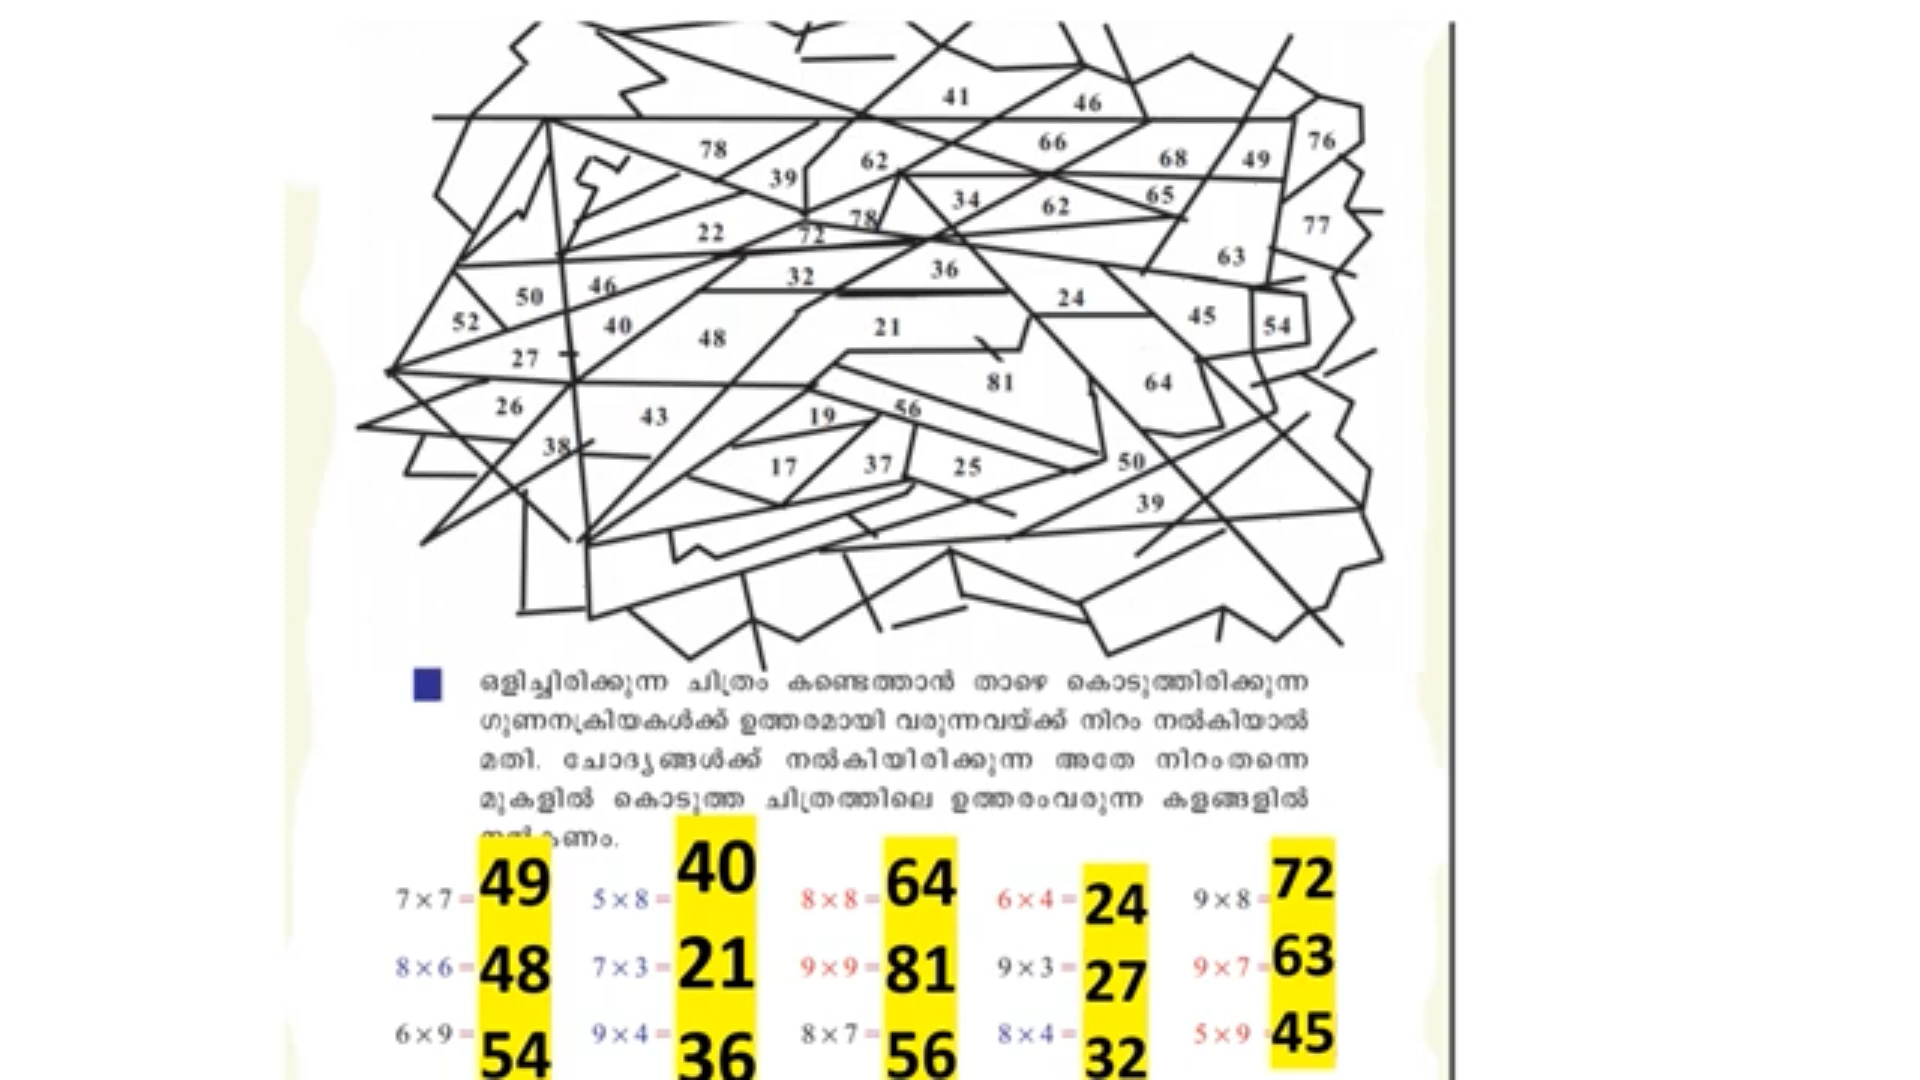 41 46
78 66 76
39 62 68 49
34 65
78 62 77
22 72
63
46 32 36
50 24
52 40 48 21 45 54
27
81 64
26 43 19 56
38
17 37 25 50
39
ഒളിച്ചിരിക്കുന്ന ചിത്രം കണ്ടെത്താൻ താഴെ കൊടുത്തിരിക്കുന്ന
ഗുണനക്രിയകൾക്ക് ഉത്തരമായി വരുന്നവയ്ക്ക് നിറം നൽകിയാൽ
മതി. ചോദ്യങ്ങൾക്ക് നൽകിയിരിക്കുന്ന അതേ നിറംതന്നെ
മുകളിൽ കൊടുത്ത ചിത്രത്തിലെ ഉത്തരംവരുന്ന കളങ്ങളിൽ
7 × 7 = 49 5 × 8 = 40 8 × 8 = 64 6 × 4 = 24 9 × 8 = 72
8 × 6 = 48 7 × 3 = 21 9 × 9 = 81 9 × 3 = 27 9 × 7 = 63
6 × 9 = 54 9 × 4 = 36 8 × 7 = 56 8 × 4 = 32 5 × 9 45